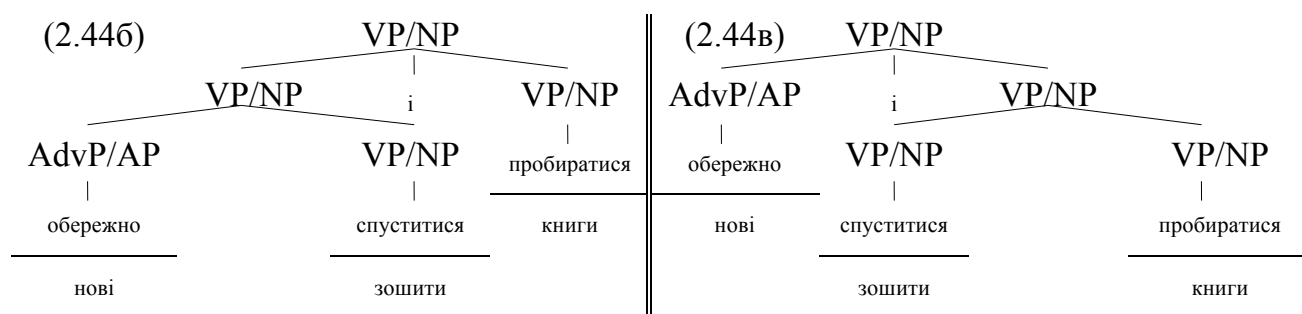 (2.44б) VP/NP
VP/NP і VP/NP
AdvP/AP VP/NP пробиратися
обережно спуститися книги
нові зошити
(2.44в) VP/NP
AdvP/AP і VP/NP
обережно VP/NP VP/NP
нові спуститися пробиратися
зошити книги